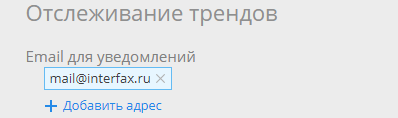 Отслеживание трендов
Email для уведомлений
mail@interfax.ru ×
+ Добавить адрес